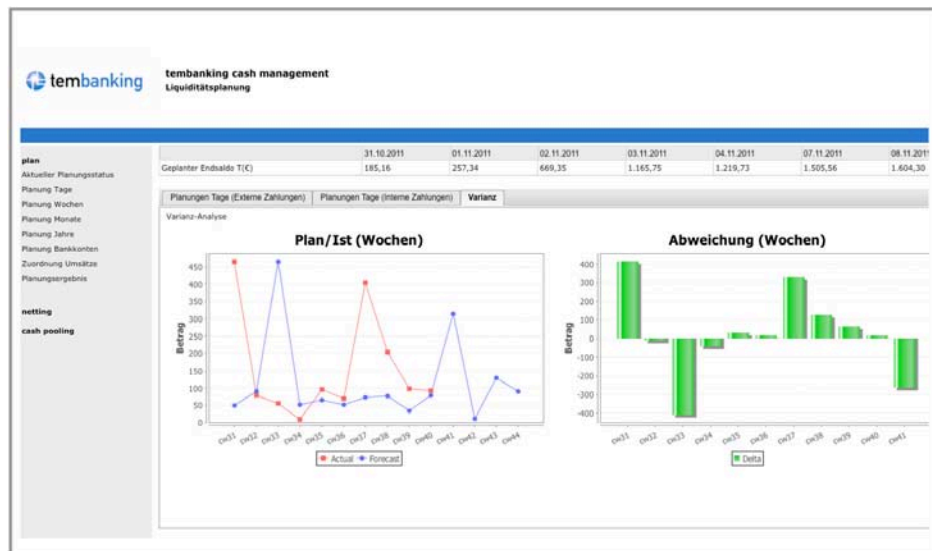 tembanking
tembanking cash management
Liquiditätsplanung
plan
Aktueller Planungsstatus
Planung Tage
Planung Wochen
Planung Monate
Planung Jahre
Planung Bankkonten
Zuordnung Umsätze
Planungsergebnis
netting
cash pooling
31.10.2011 01.11.2011 02.11.2011 03.11.2011 04.11.2011 07.11.2011 08.11.2011
Geplanter Endsaldo T(€) 185,16 257,34 669,35 1.165,75 1.219,73 1.505,56 1.604,30
Planungen Tage (Externe Zahlungen) Planungen Tage (Interne Zahlungen) Varianz
Varianz-Analyse
Plan/Ist (Wochen)
Betrag
450
400
350
300
250
200
150
100
50
0
CW31 CW32 CW33 CW34 CW35 CW36 CW37 CW38 CW39 CW40 CW41 CW42 CW43 CW44
Actual Forecast
Abweichung (Wochen)
Betrag
400
300
200
100
0
-100
-200
-300
-400
CW31 CW32 CW33 CW34 CW35 CW36 CW37 CW38 CW39 CW40 CW41
Delta